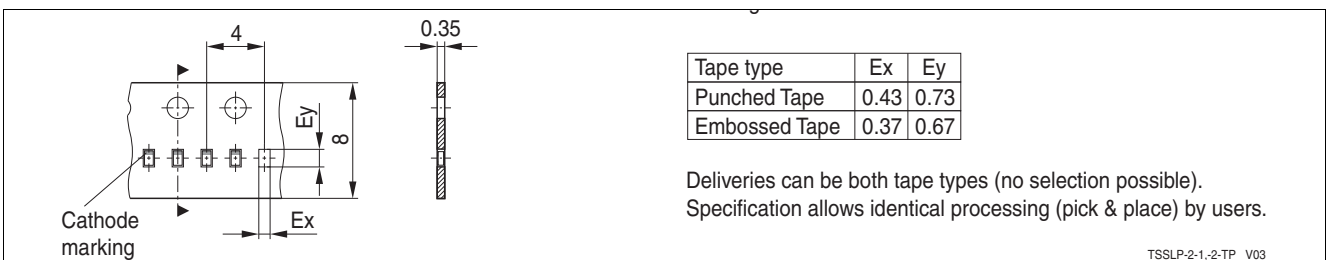 4
0.35
Ey
8
Ex
Cathode
marking
Tape type Ex Ey
Punched Tape 0.43 0.73
Embossed Tape 0.37 0.67
Deliveries can be both tape types (no selection possible).
Specification allows identical processing (pick & place) by users.
TSSLP-2-1,-2-TP V03